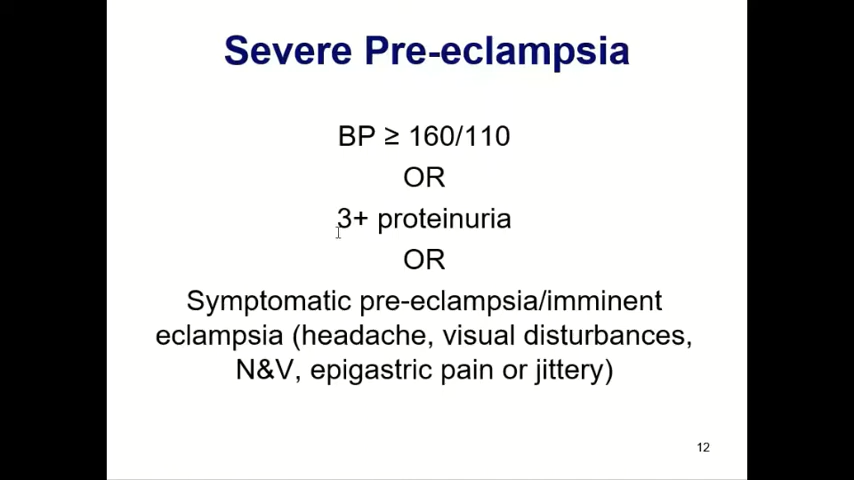 Severe Pre-eclampsia
BP ≥ 160/110
OR
3+ proteinuria
OR
Symptomatic pre-eclampsia/imminent
eclampsia (headache, visual disturbances,
N&V, epigastric pain or jittery)
12